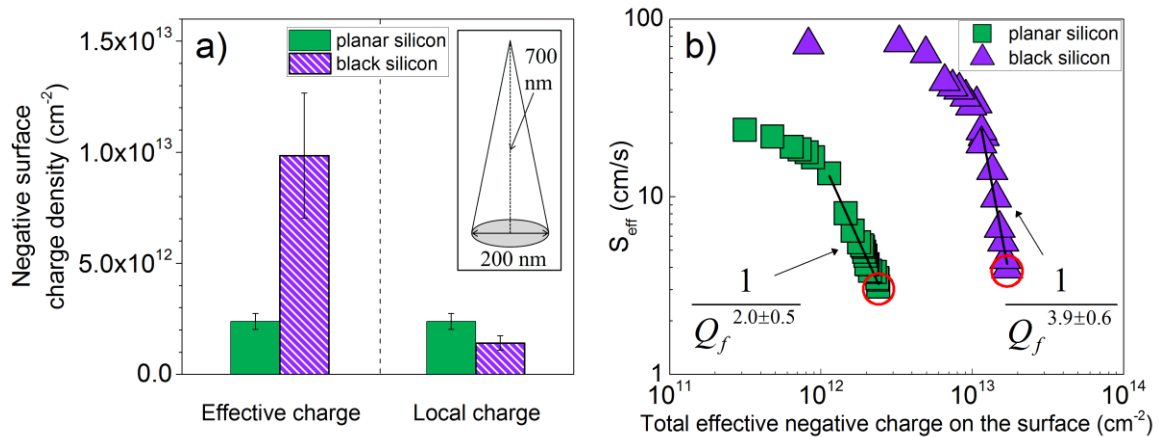 a)
planar silicon
black silicon
700
nm
200 nm
1.5x10^13
1.0x10^13
5.0x10^12
0.0
Negative surface
charge density (cm^-2)
Effective charge
Local charge
b)
planar silicon
black silicon
100
10
1
S_eff (cm/s)
1
Q_f^2.0±0.5
1
Q_f^3.9±0.6
10^11
10^12
10^13
10^14
Total effective negative charge on the surface (cm^-2)